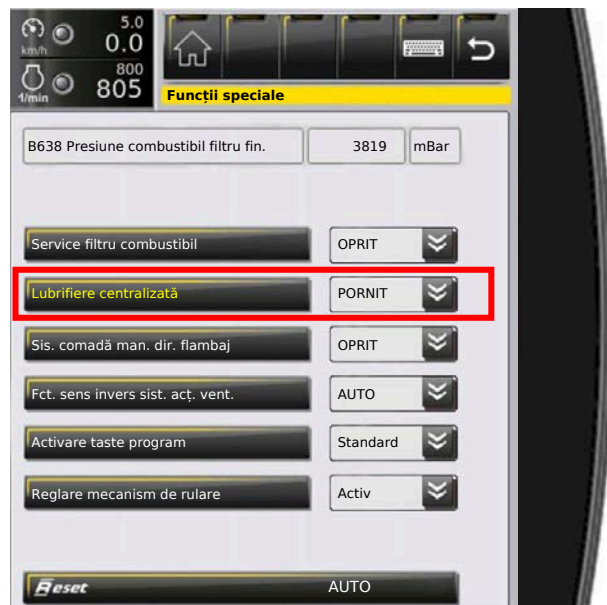 5.0
km/h 0.0
800
1/min 805
Funcții speciale
B638 Presiune combustibil filtru fin. 3819 mBar
Service filtru combustibil OPRIT
Lubrifiere centralizată PORNIT
Sis. comadă man. dir. flambaj OPRIT
Fct. sens invers sist. acț. vent. AUTO
Activare taste program Standard
Reglare mecanism de rulare Activ
Reset AUTO